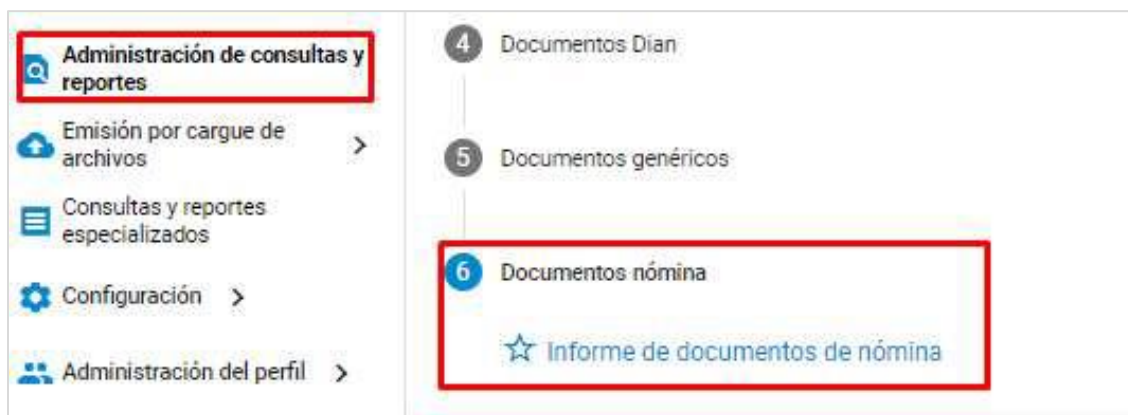 Administración de consultas y
reportes
Emisión por cargue de
archivos
Consultas y reportes
especializados
Configuración
Administración del perfil
4 Documentos Dian
5 Documentos genéricos
6 Documentos nómina
Informe de documentos de nómina